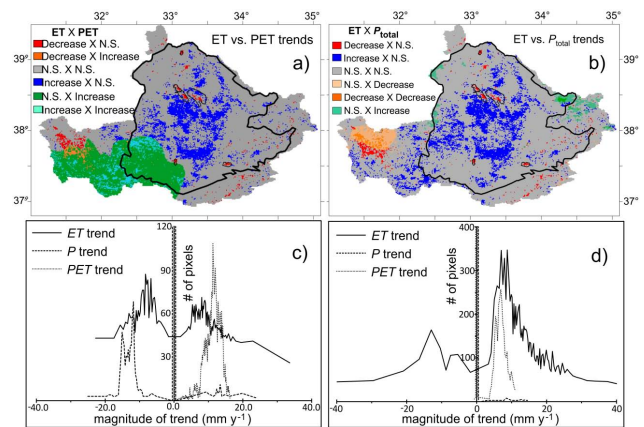 32° 33° 34° 35°
ET X PET
ET vs. PET trends
Decrease X N.S.
Decrease X Increase
N.S. X N.S.
Increase X N.S.
N.S. X Increase
Increase X Increase
39°
38°
37°
a)
32° 33° 34° 35°
ET X Ptotal
ET vs. Ptotal trends
Decrease X N.S.
Increase X N.S.
N.S. X N.S.
N.S. X Decrease
Decrease X Decrease
N.S. X Increase
39°
38°
37°
b)
ET trend
P trend
PET trend
c)
# of pixels
120
90
60
30
0
-40.0 -20.0 0.0 20.0 40.0
magnitude of trend (mm y⁻¹)
ET trend
P trend
PET trend
d)
# of pixels
400
300
200
100
0
-40 -20 0 20 40
magnitude of trend (mm y⁻¹)